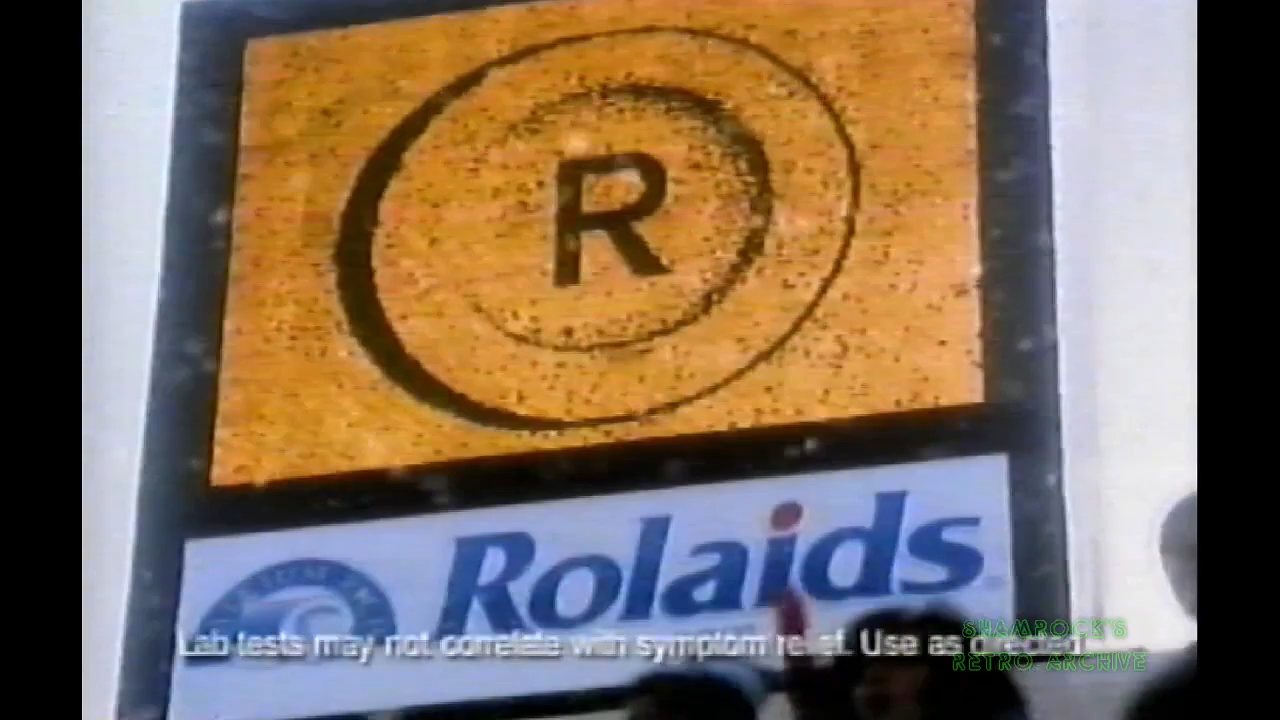 R
Rolaids
Lab tests may not correlate with symptom relief. Use as directed.
SHAMROCK'S
RETRO ARCHIVE